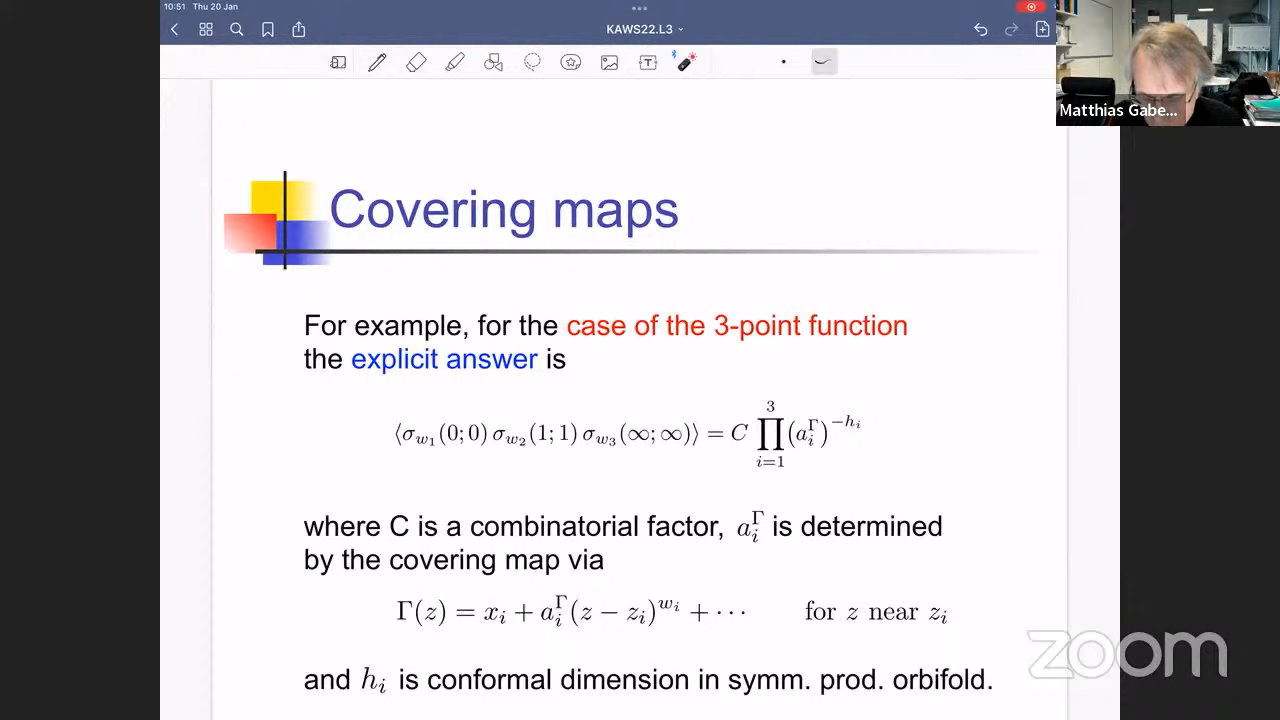 10:51 Thu 20 Jan
KAWS22.L3
Matthias Gabe...
Covering maps
For example, for the case of the 3-point function
the explicit answer is
⟨σ_{w_1}(0;0) σ_{w_2}(1;1) σ_{w_3}(∞;∞)⟩ = C ∏_{i=1}^{3} (a_i^Γ)^{-h_i}
where C is a combinatorial factor, a_i^Γ is determined
by the covering map via
Γ(z) = x_i + a_i^Γ(z − z_i)^{w_i} + ··· for z near z_i
and h_i is conformal dimension in symm. prod. orbifold.
zoom